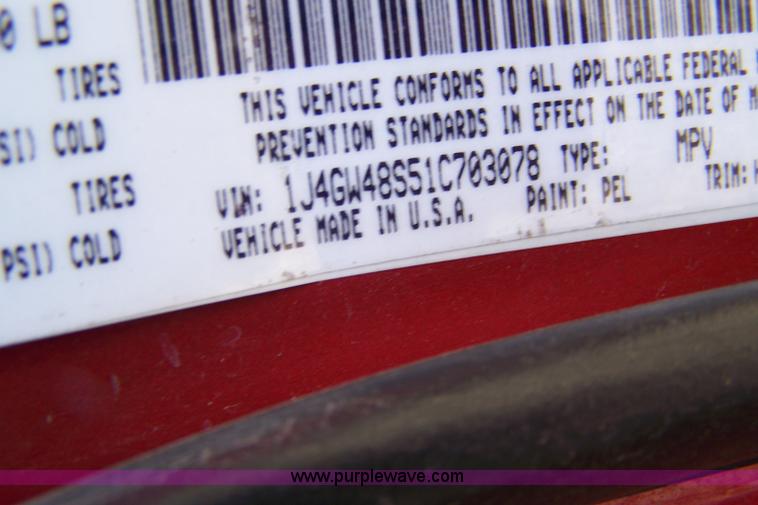 0 LB
TIRES
SI) COLD
TIRES
PSI) COLD
THIS VEHICLE CONFORMS TO ALL APPLICABLE FEDERAL
PREVENTION STANDARDS IN EFFECT ON THE DATE OF M
VIN: 1J4GW48S51C703078 TYPE: MPV
VEHICLE MADE IN U.S.A. PAINT: PEL TRIM:
www.purplewave.com